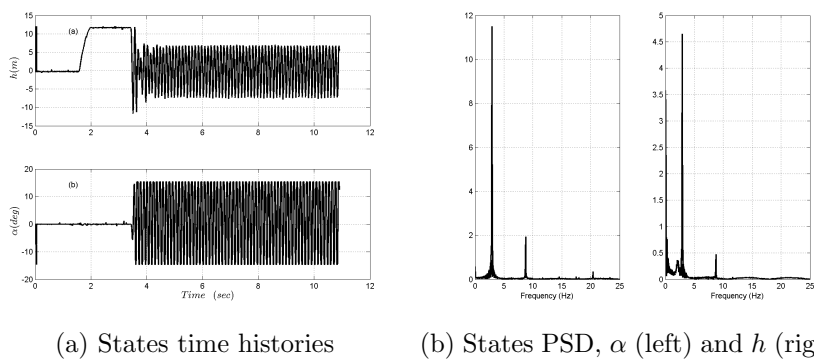 15
10
5
0
-5
-10
-15
h(m)
(a)
0 2 4 6 8 10 12
20
10
0
-10
-20
α(deg)
(b)
0 2 4 6 8 10 12
Time (sec)
12
10
8
6
4
2
0
0 5 10 15 20 25
Frequency (Hz)
5
4.5
4
3.5
3
2.5
2
1.5
1
0.5
0
0 5 10 15 20 25
Frequency (Hz)
(a) States time histories
(b) States PSD, α (left) and h (rig